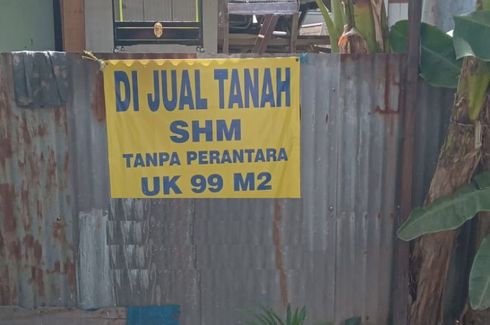 DI JUAL TANAH
SHM
TANPA PERANTARA
UK 99 M2